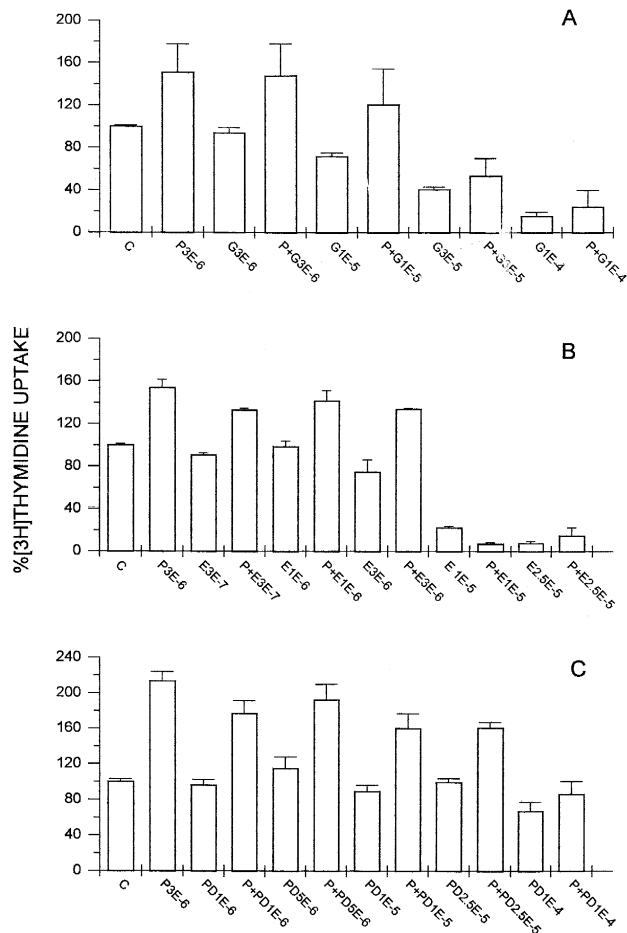 A
200
160
120
80
40
0
C
P3E-6
G3E-6
P+G3E-6
G1E-5
P+G1E-5
G3E-5
P+G3E-5
G1E-4
P+G1E-4
%[3H]THYMIDINE UPTAKE
B
200
160
120
80
40
0
C
P3E-6
E3E-7
P+E3E-7
E1E-6
P+E1E-6
E3E-6
P+E3E-6
E 1E-5
P+E1E-5
E2.5E-5
P+E2.5E-5
C
240
200
160
120
80
40
0
C
P3E-6
PD1E-6
P+PD1E-6
PD5E-6
P+PD5E-6
PD1E-5
P+PD1E-5
PD2.5E-5
P+PD2.5E-5
PD1E-4
P+PD1E-4